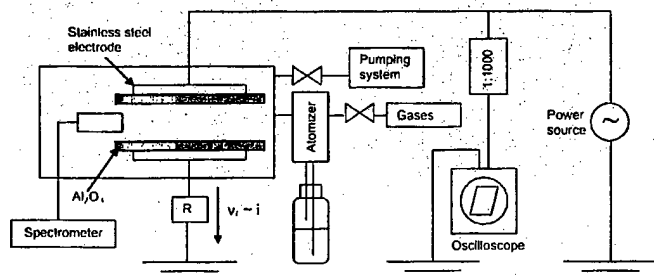 Stainless steel
electrode
Pumping
system
1:1000
Atomizer
Gases
Power
source
~
Al₂O₃
R
vᵣ ~ i
Spectrometer
Oscilloscope